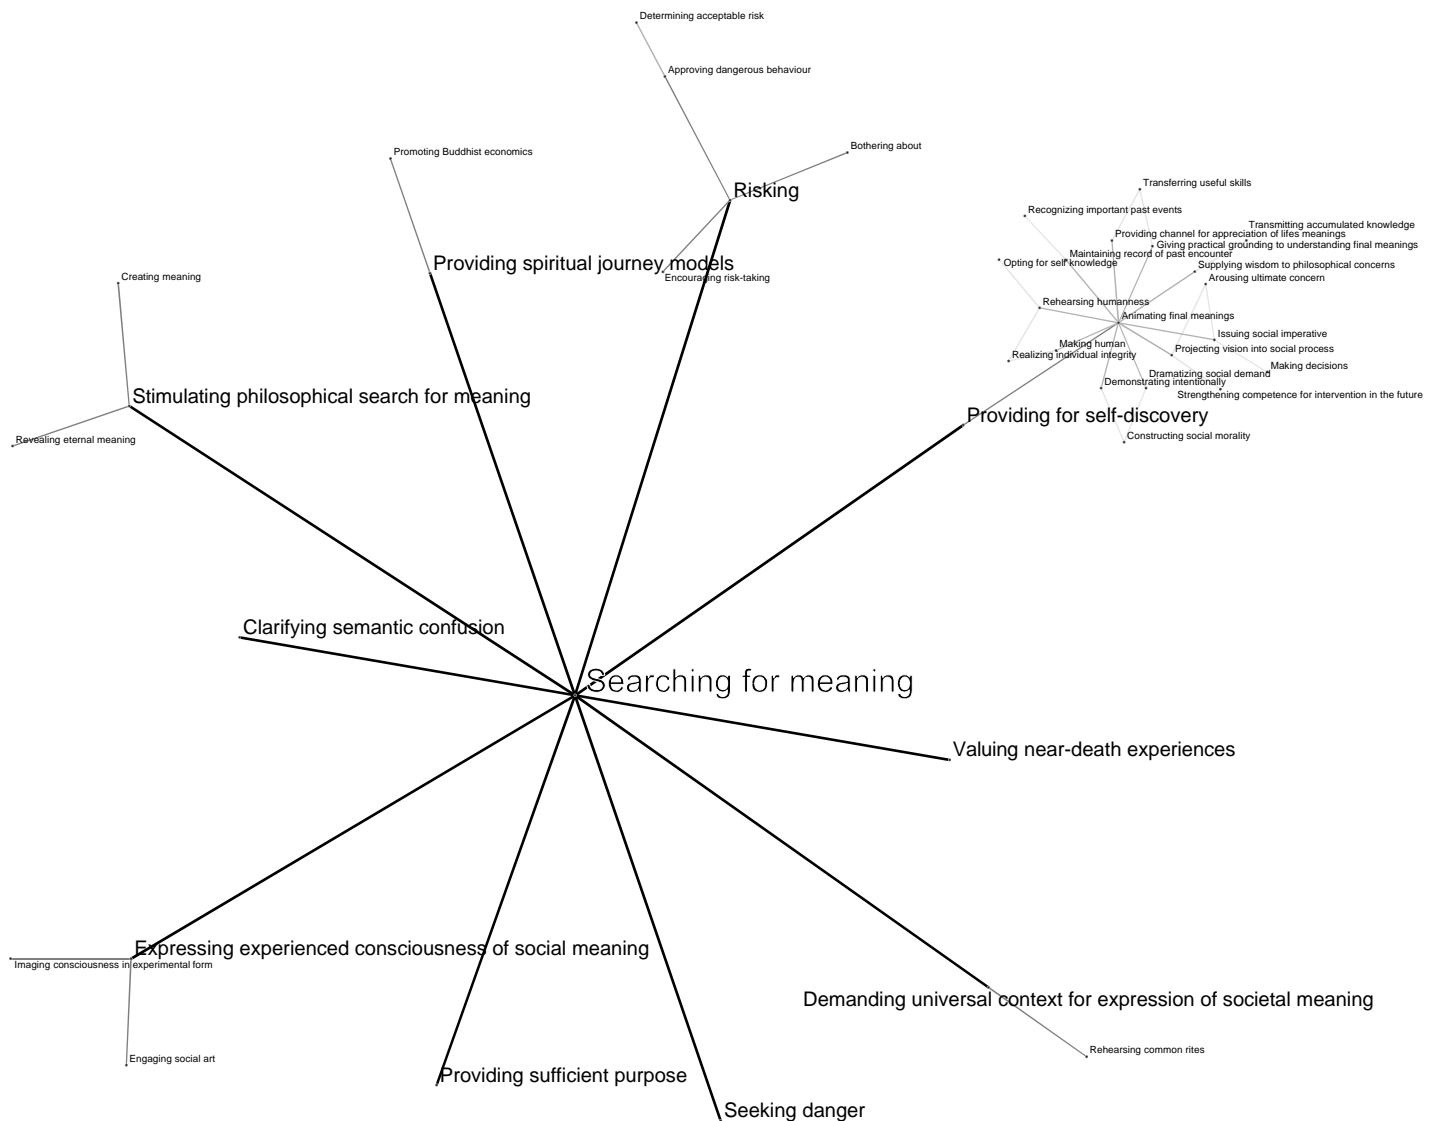 Determining acceptable risk
Approving dangerous behaviour
Bothering about
Promoting Buddhist economics
Risking
Transferring useful skills
Recognizing important past events
Transmitting accumulated knowledge
Providing channel for appreciation of lifes meanings
Giving practical grounding to understanding final meanings
Maintaining record of past encounter
Opting for self knowledge
Supplying wisdom to philosophical concerns
Arousing ultimate concern
Providing spiritual journey models
Encouraging risk-taking
Creating meaning
Rehearsing humanness
Animating final meanings
Issuing social imperative
Making human
Projecting vision into social process
Realizing individual integrity
Making decisions
Dramatizing social demand
Demonstrating intentionally
Strengthening competence for intervention in the future
Stimulating philosophical search for meaning
Providing for self-discovery
Revealing eternal meaning
Constructing social morality
Clarifying semantic confusion
Searching for meaning
Valuing near-death experiences
Expressing experienced consciousness of social meaning
Imaging consciousness in experimental form
Demanding universal context for expression of societal meaning
Rehearsing common rites
Engaging social art
Providing sufficient purpose
Seeking danger